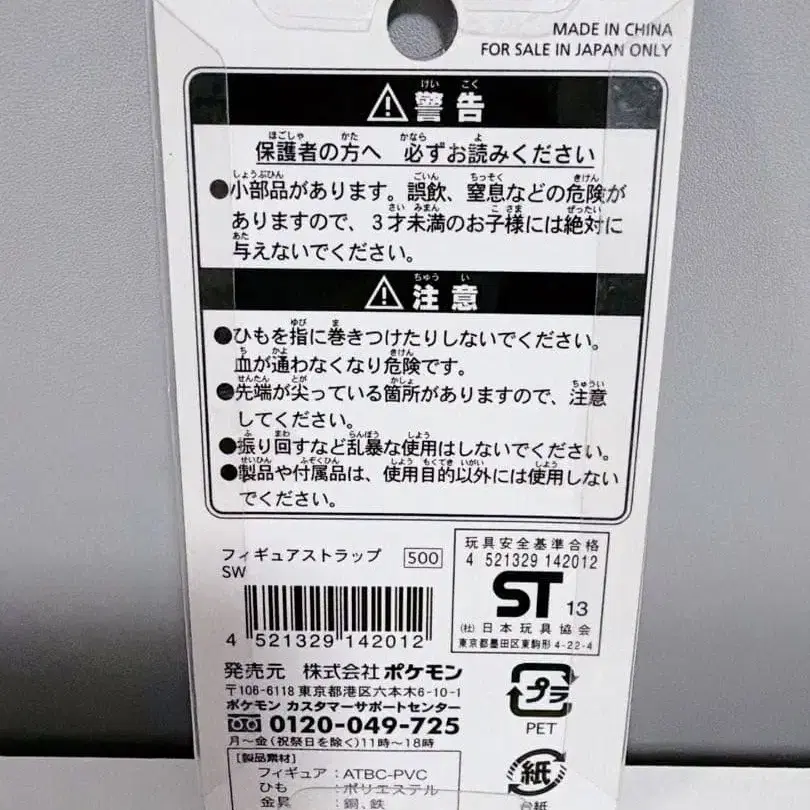 MADE IN CHINA
FOR SALE IN JAPAN ONLY
警告
保護者の方へ 必ずお読みください
●小部品があります。誤飲、窒息などの危険が
ありますので、3才未満のお子様には絶対に
与えないでください。
注意
●ひもを指に巻きつけたりしないでください。
血が通わなくなり危険です。
●先端が尖っている箇所がありますので、注意
してください。
●振り回すなど乱暴な使用はしないでください。
●製品や付属品は、使用目的以外には使用しない
でください。
フィギュアストラップ 500
SW
4 521329 142012
玩具安全基準合格
4 521329 142012
ST 13
(社)日本玩具協会
東京都墨田区東駒形4-22-4
発売元 株式会社ポケモン
〒106-6118 東京都港区六本木6-10-1
ポケモン カスタマーサポートセンター
0120-049-725
月～金(祝祭日を除く)11時～18時
プラ
PET
紙
台紙
[製品素材]
フィギュア:ATBC-PVC
ひも:ポリエステル
金具:銅、鉄